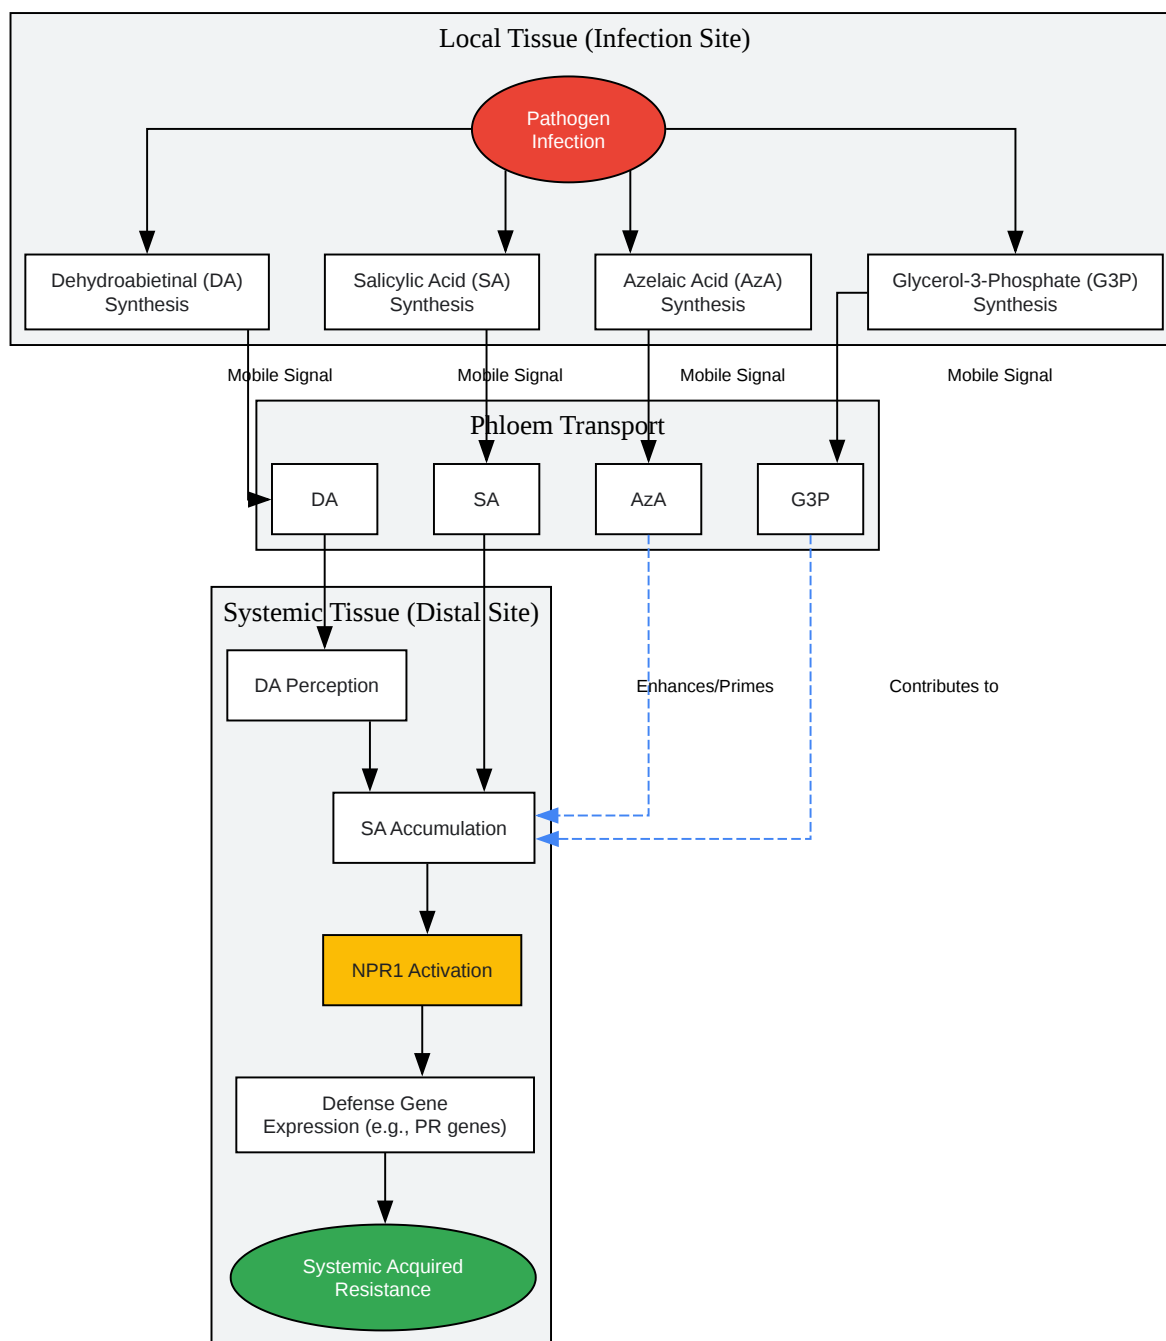 Local Tissue (Infection Site)
Pathogen
Infection
Dehydroabietinal (DA)
Synthesis
Salicylic Acid (SA)
Synthesis
Azelaic Acid (AzA)
Synthesis
Glycerol-3-Phosphate (G3P)
Synthesis
Mobile Signal
Mobile Signal
Mobile Signal
Mobile Signal
Phloem Transport
DA
SA
AzA
G3P
Systemic Tissue (Distal Site)
DA Perception
Enhances/Primes
Contributes to
SA Accumulation
NPR1 Activation
Defense Gene
Expression (e.g., PR genes)
Systemic Acquired
Resistance